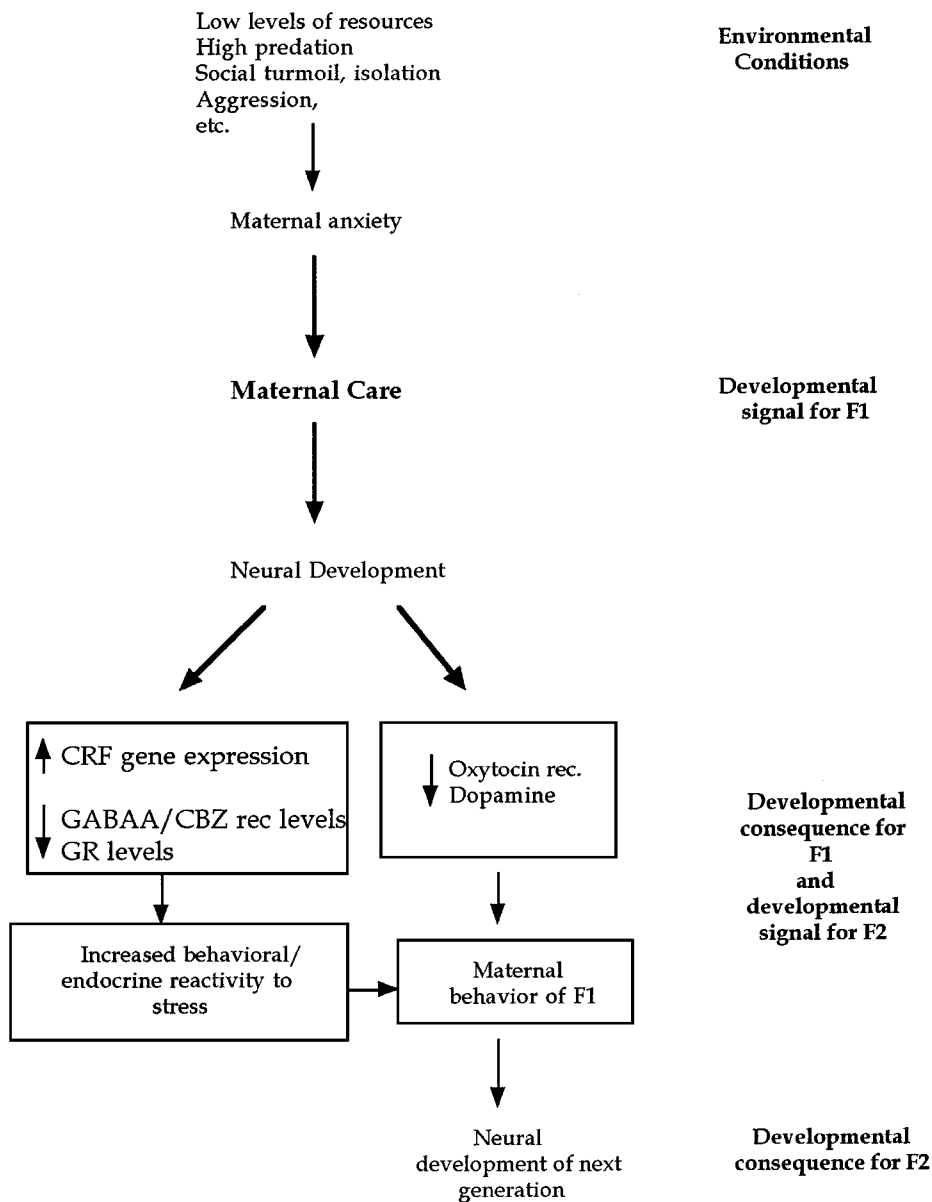 Low levels of resources
High predation
Social turmoil, isolation
Aggression,
etc.
Environmental
Conditions
Maternal anxiety
Maternal Care
Developmental
signal for F1
Neural Development
CRF gene expression
GABAA/CBZ rec levels
GR levels
Oxytocin rec.
Dopamine
Developmental
consequence for
F1
and
developmental
signal for F2
Increased behavioral/
endocrine reactivity to
stress
Maternal
behavior of F1
Neural
development of next
generation
Developmental
consequence for F2